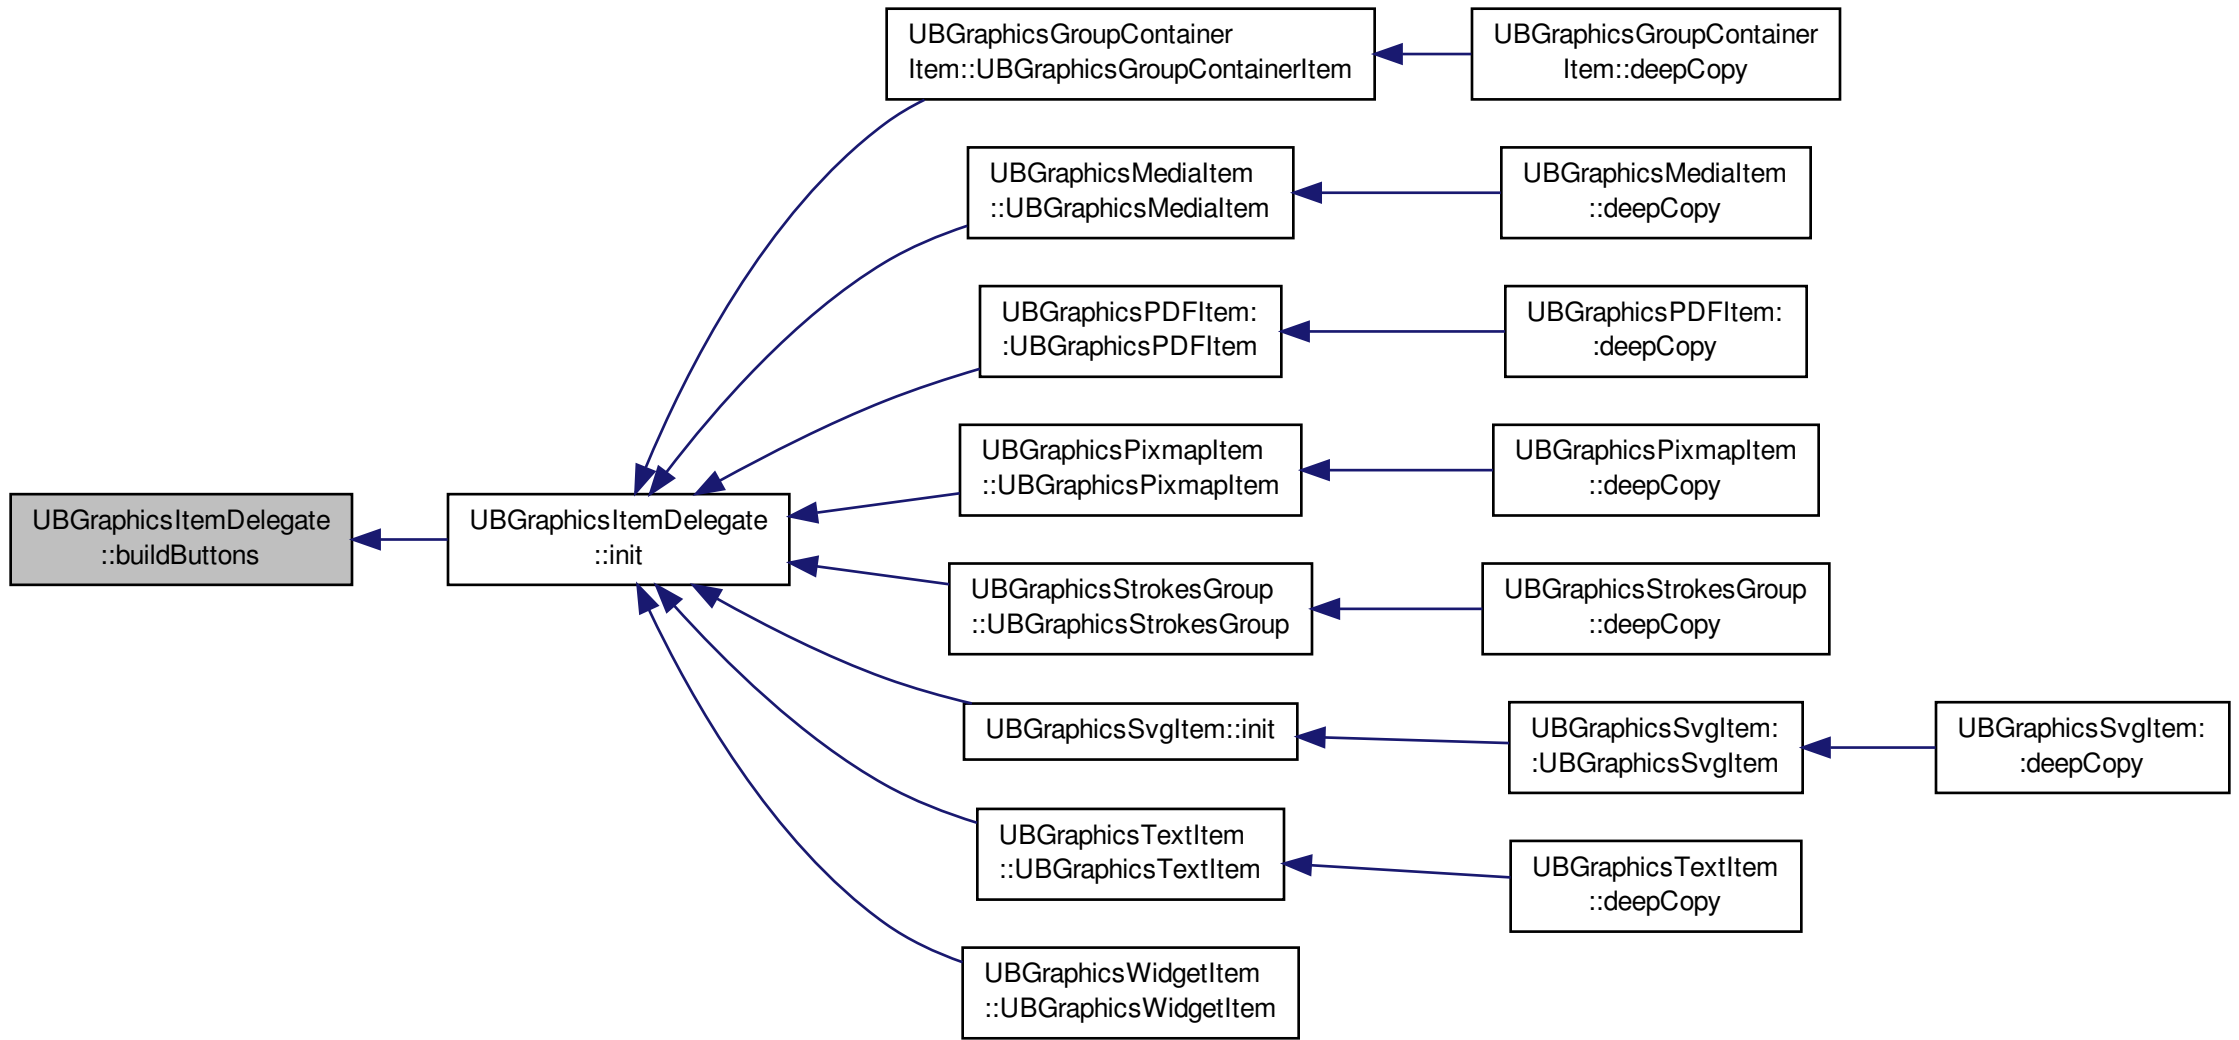 UBGraphicsGroupContainer
Item::UBGraphicsGroupContainerItem
UBGraphicsGroupContainer
Item::deepCopy
UBGraphicsMediaItem
::UBGraphicsMediaItem
UBGraphicsMediaItem
::deepCopy
UBGraphicsPDFItem:
:UBGraphicsPDFItem
UBGraphicsPDFItem:
:deepCopy
UBGraphicsPixmapItem
::UBGraphicsPixmapItem
UBGraphicsPixmapItem
::deepCopy
UBGraphicsItemDelegate
::buildButtons
UBGraphicsItemDelegate
::init
UBGraphicsStrokesGroup
::UBGraphicsStrokesGroup
UBGraphicsStrokesGroup
::deepCopy
UBGraphicsSvgItem::init
UBGraphicsSvgItem:
:UBGraphicsSvgItem
UBGraphicsSvgItem:
:deepCopy
UBGraphicsTextItem
::UBGraphicsTextItem
UBGraphicsTextItem
::deepCopy
UBGraphicsWidgetItem
::UBGraphicsWidgetItem